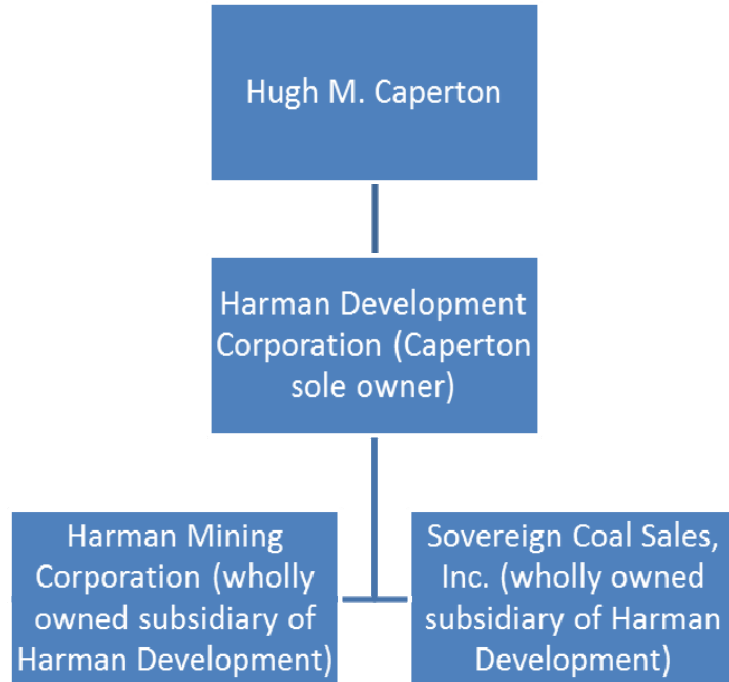 Hugh M. Caperton
Harman Development
Corporation (Caperton
sole owner)
Harman Mining
Corporation (wholly
owned subsidiary of
Harman Development)
Sovereign Coal Sales,
Inc. (wholly owned
subsidiary of Harman
Development)